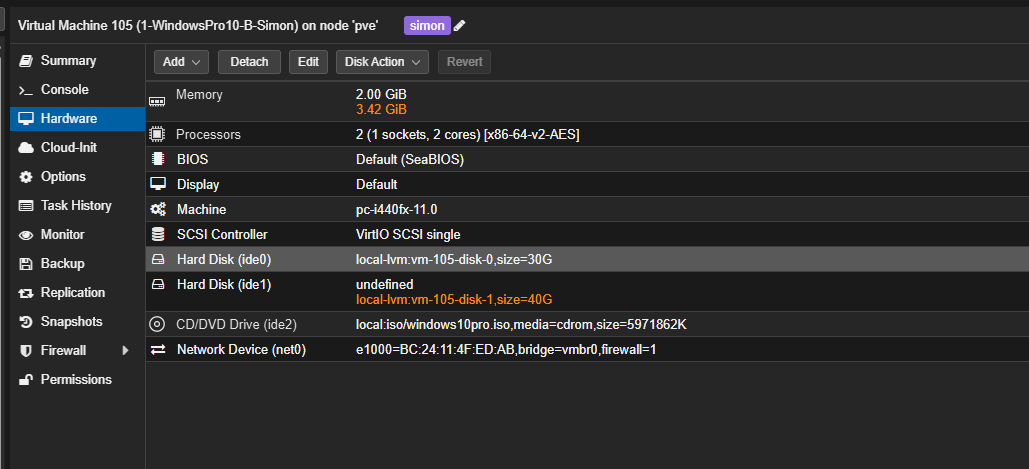 Virtual Machine 105 (1-WindowsPro10-B-Simon) on node 'pve' simon
Summary
Console
Hardware
Cloud-Init
Options
Task History
Monitor
Backup
Replication
Snapshots
Firewall
Permissions
Add Detach Edit Disk Action Revert
Memory 2.00 GiB
3.42 GiB
Processors 2 (1 sockets, 2 cores) [x86-64-v2-AES]
BIOS Default (SeaBIOS)
Display Default
Machine pc-i440fx-11.0
SCSI Controller VirtIO SCSI single
Hard Disk (ide0) local-lvm:vm-105-disk-0,size=30G
Hard Disk (ide1) undefined
local-lvm:vm-105-disk-1,size=40G
CD/DVD Drive (ide2) local:iso/windows10pro.iso,media=cdrom,size=5971862K
Network Device (net0) e1000=BC:24:11:4F:ED:AB,bridge=vmbr0,firewall=1